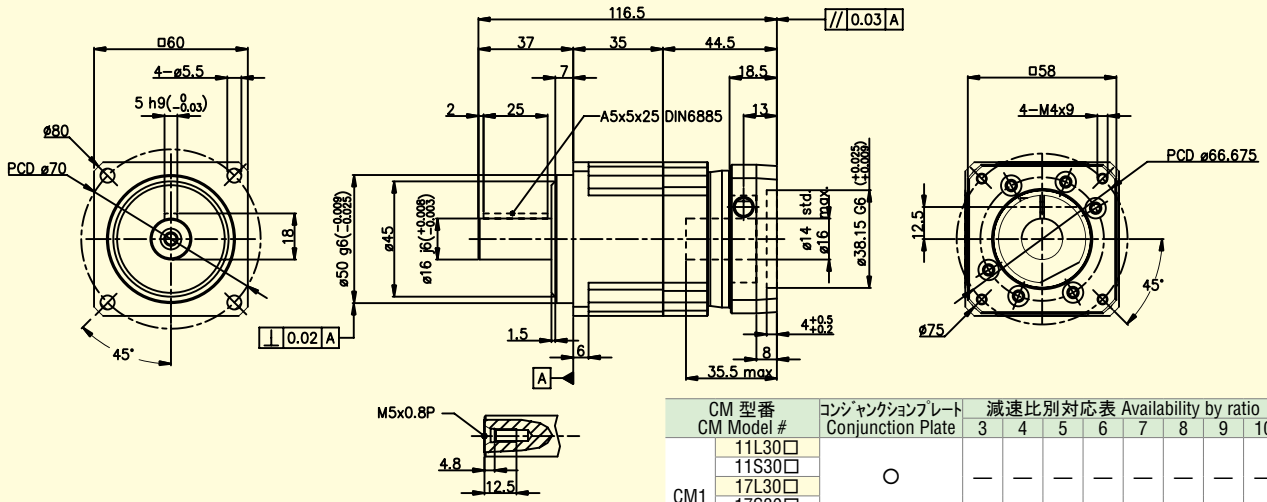 116.5
// 0.03 A
□60
37
35
44.5
□58
4-ø5.5
7
18.5
4-M4x9
5 h9(0/-0.03)
2
25
13
A5x5x25 DIN6885
ø80
PCD ø70
PCD ø66.675
ø50 g6(-0.009/-0.025)
ø45
ø16 j6(+0.008/-0.003)
18
ø14 std.
ø16 max.
ø38.15 G6 (+0.025/+0.009)
12.5
45°
45°
⊥ 0.02 A
1.5
6
4+0.5/+0.2
8
ø75
A
35.5 max
M5x0.8P
4.8
12.5
CM 型番 コンジャンクションプレート 減速比別対応表 Availability by ratio
CM Model # Conjunction Plate 3 4 5 6 7 8 9 10
11L30□
11S30□
17L30□
CM1 ○ — — — — — — — —